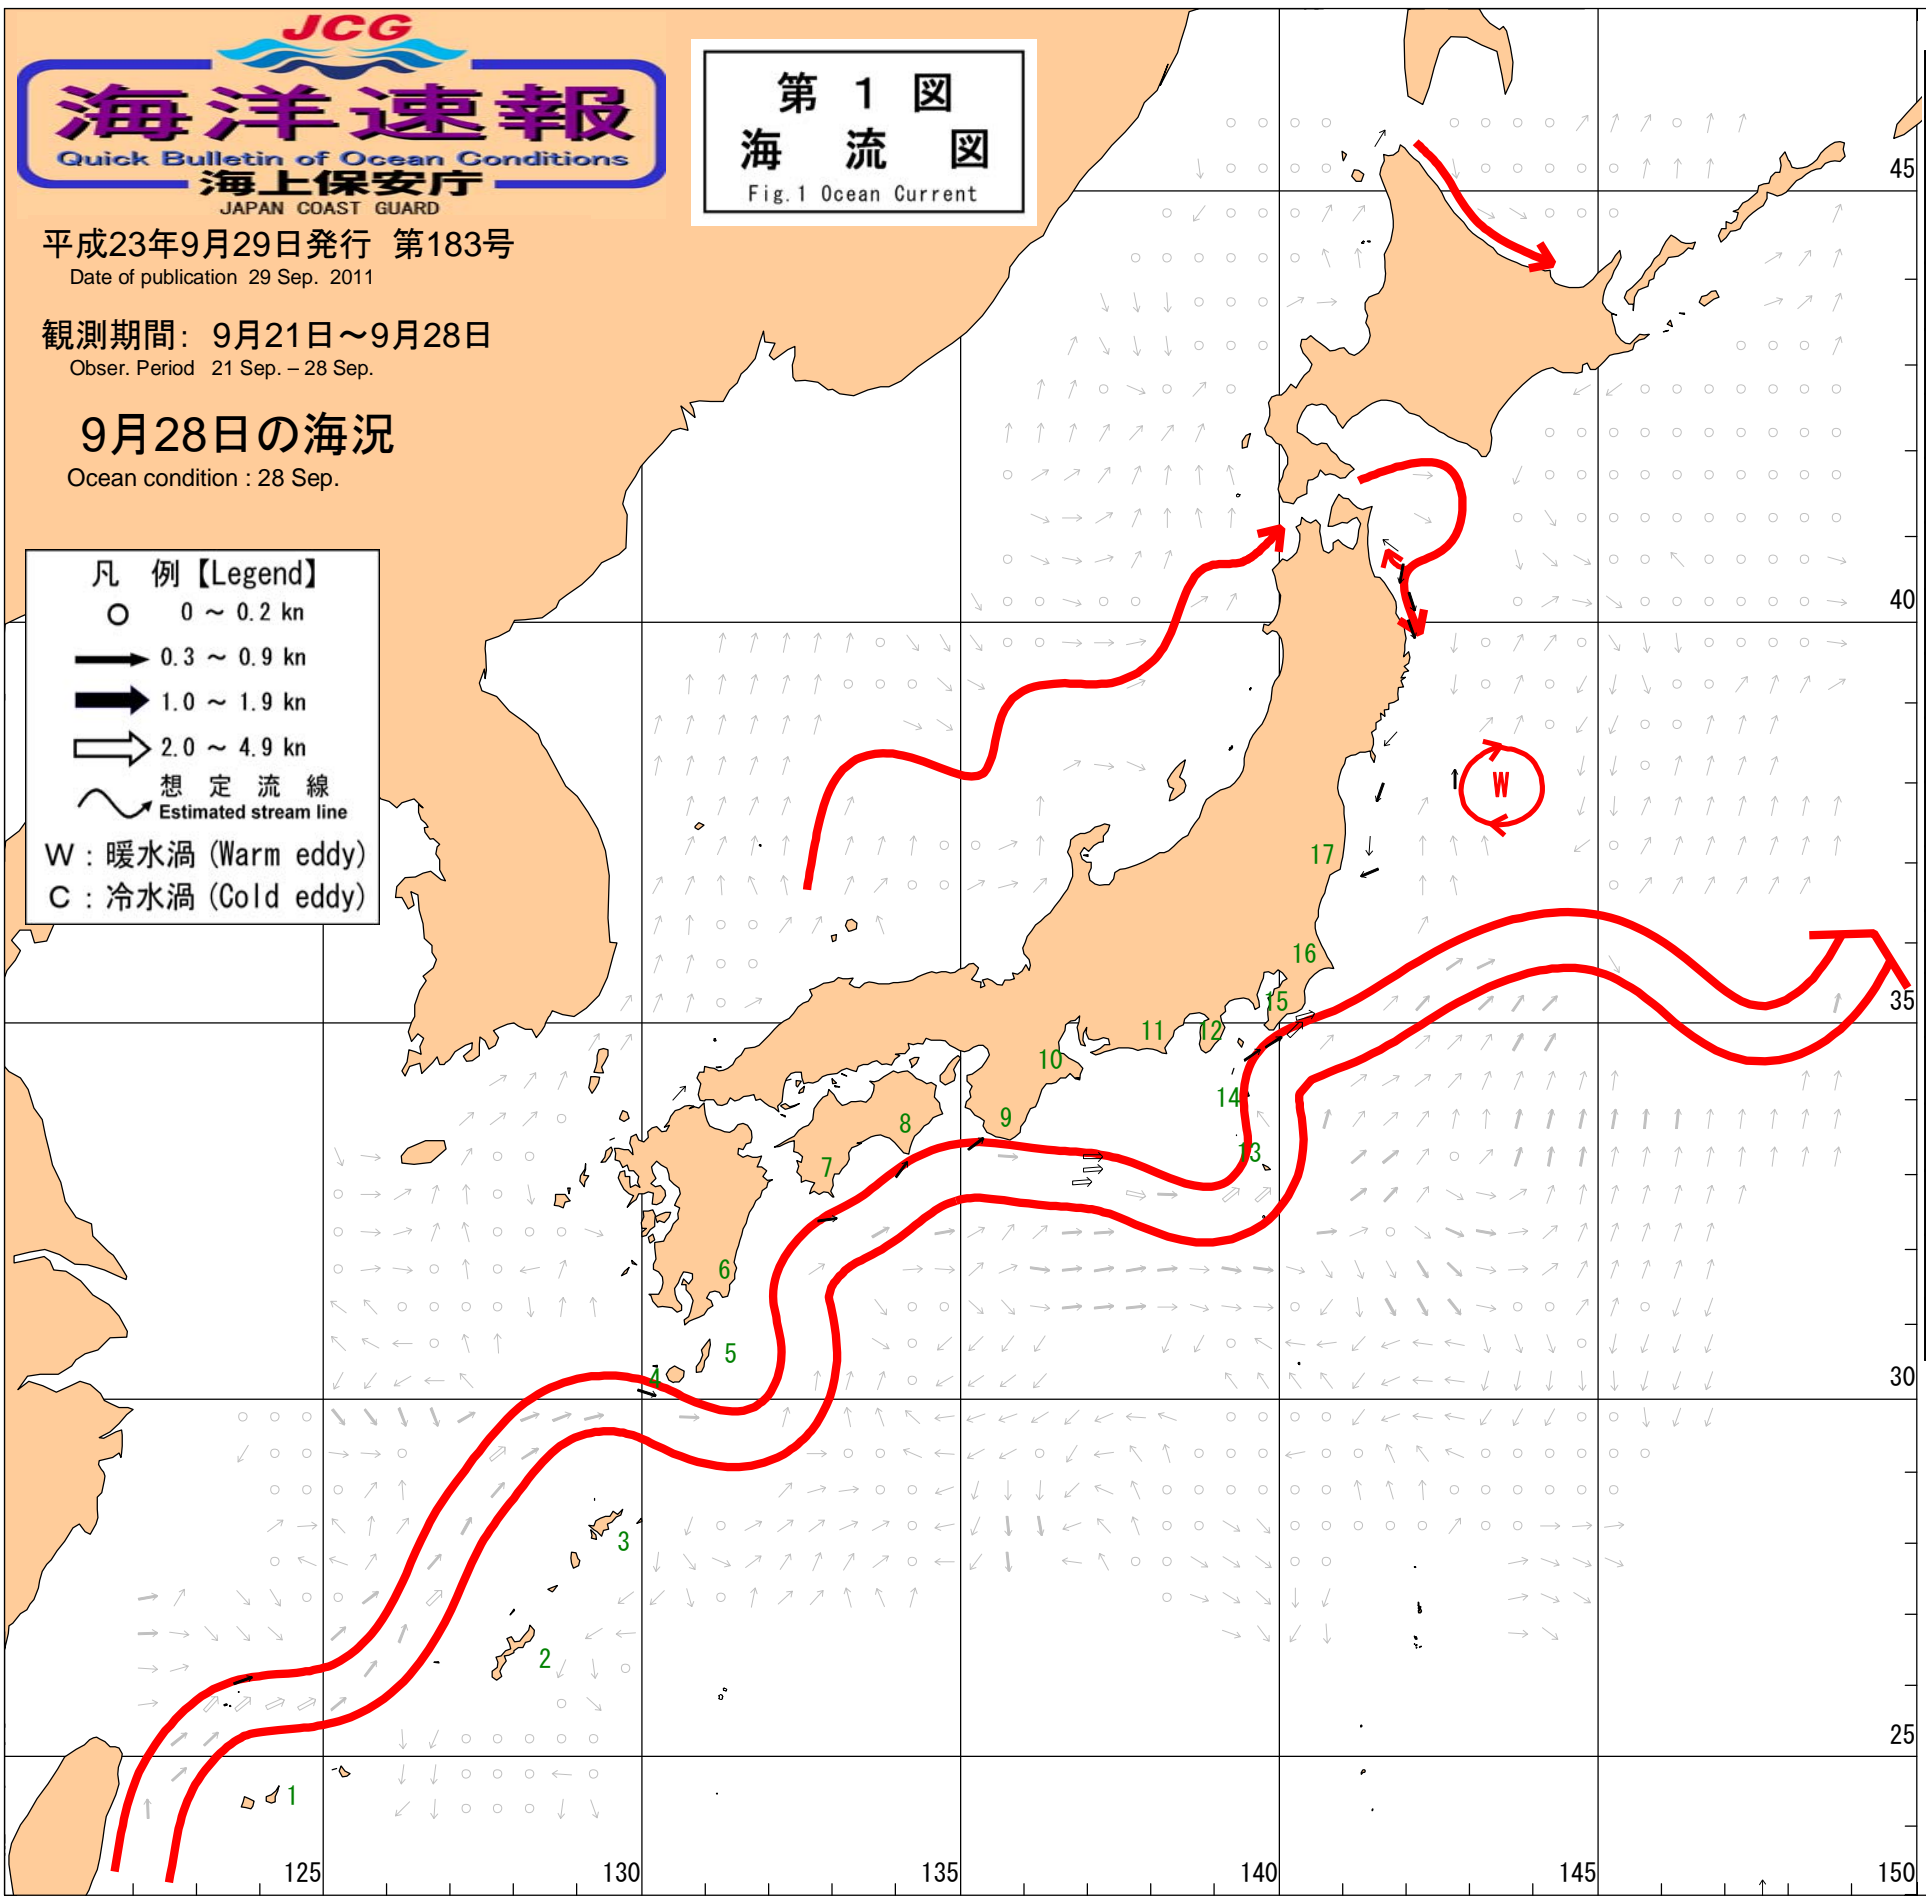 JCG
海洋速報
Quick Bulletin of Ocean Conditions
海上保安庁
JAPAN COAST GUARD
第 1 図
海 流 図
Fig.1 Ocean Current
平成23年9月29日発行 第183号
Date of publication 29 Sep. 2011
観測期間: 9月21日～9月28日
Obser. Period 21 Sep. – 28 Sep.
9月28日の海況
Ocean condition : 28 Sep.
凡 例【Legend】
0 ～ 0.2 kn
0.3 ～ 0.9 kn
1.0 ～ 1.9 kn
2.0 ～ 4.9 kn
想 定 流 線
Estimated stream line
W : 暖水渦 (Warm eddy)
C : 冷水渦 (Cold eddy)
45
40
W
17
16
35
15
12
11
10
14
9
8
13
7
6
5
4
30
3
2
25
1
125
130
135
140
145
150